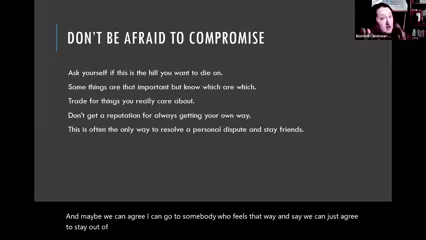 DON'T BE AFRAID TO COMPROMISE
Ask yourself if this is the hill you want to die on.
Some things are that important but know which are which.
Trade for things you really care about.
Don't get a reputation for always getting your own way.
This is often the only way to resolve a personal dispute and stay friends.
And maybe we can agree I can go to somebody who feels that way and say we can just agree
to stay out of